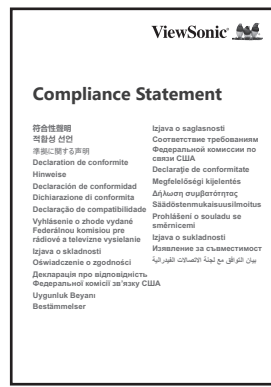 ViewSonic
Compliance Statement
符合性聲明
적합성 선언
準拠に関する声明
Declaration de conformite
Hinweise
Declaración de conformidad
Dichiarazione di conformita
Declaração de compatibilidade
Vyhlásenie o zhode vydané
Federálnou komisiou pre
rádiové a televízne vysielanie
Izjava o skladnosti
Oświadczenie o zgodności
Декларація про відповідність
Федеральної комісії зв'язку США
Uygunluk Beyanı
Bestämmelser
Izjava o saglasnosti
Соответствие требованиям
Федеральной комиссии по
связи США
Declaraţie de conformitate
Megfelelőségi kijelentés
Δήλωση συμβατότητας
Säädöstenmukaisuusilmoitus
Prohlášení o souladu se
směrnicemi
Izjava o sukladnosti
Изявление за съвместимост
بيان التوافق مع لجنة الاتصالات الفيدرالية